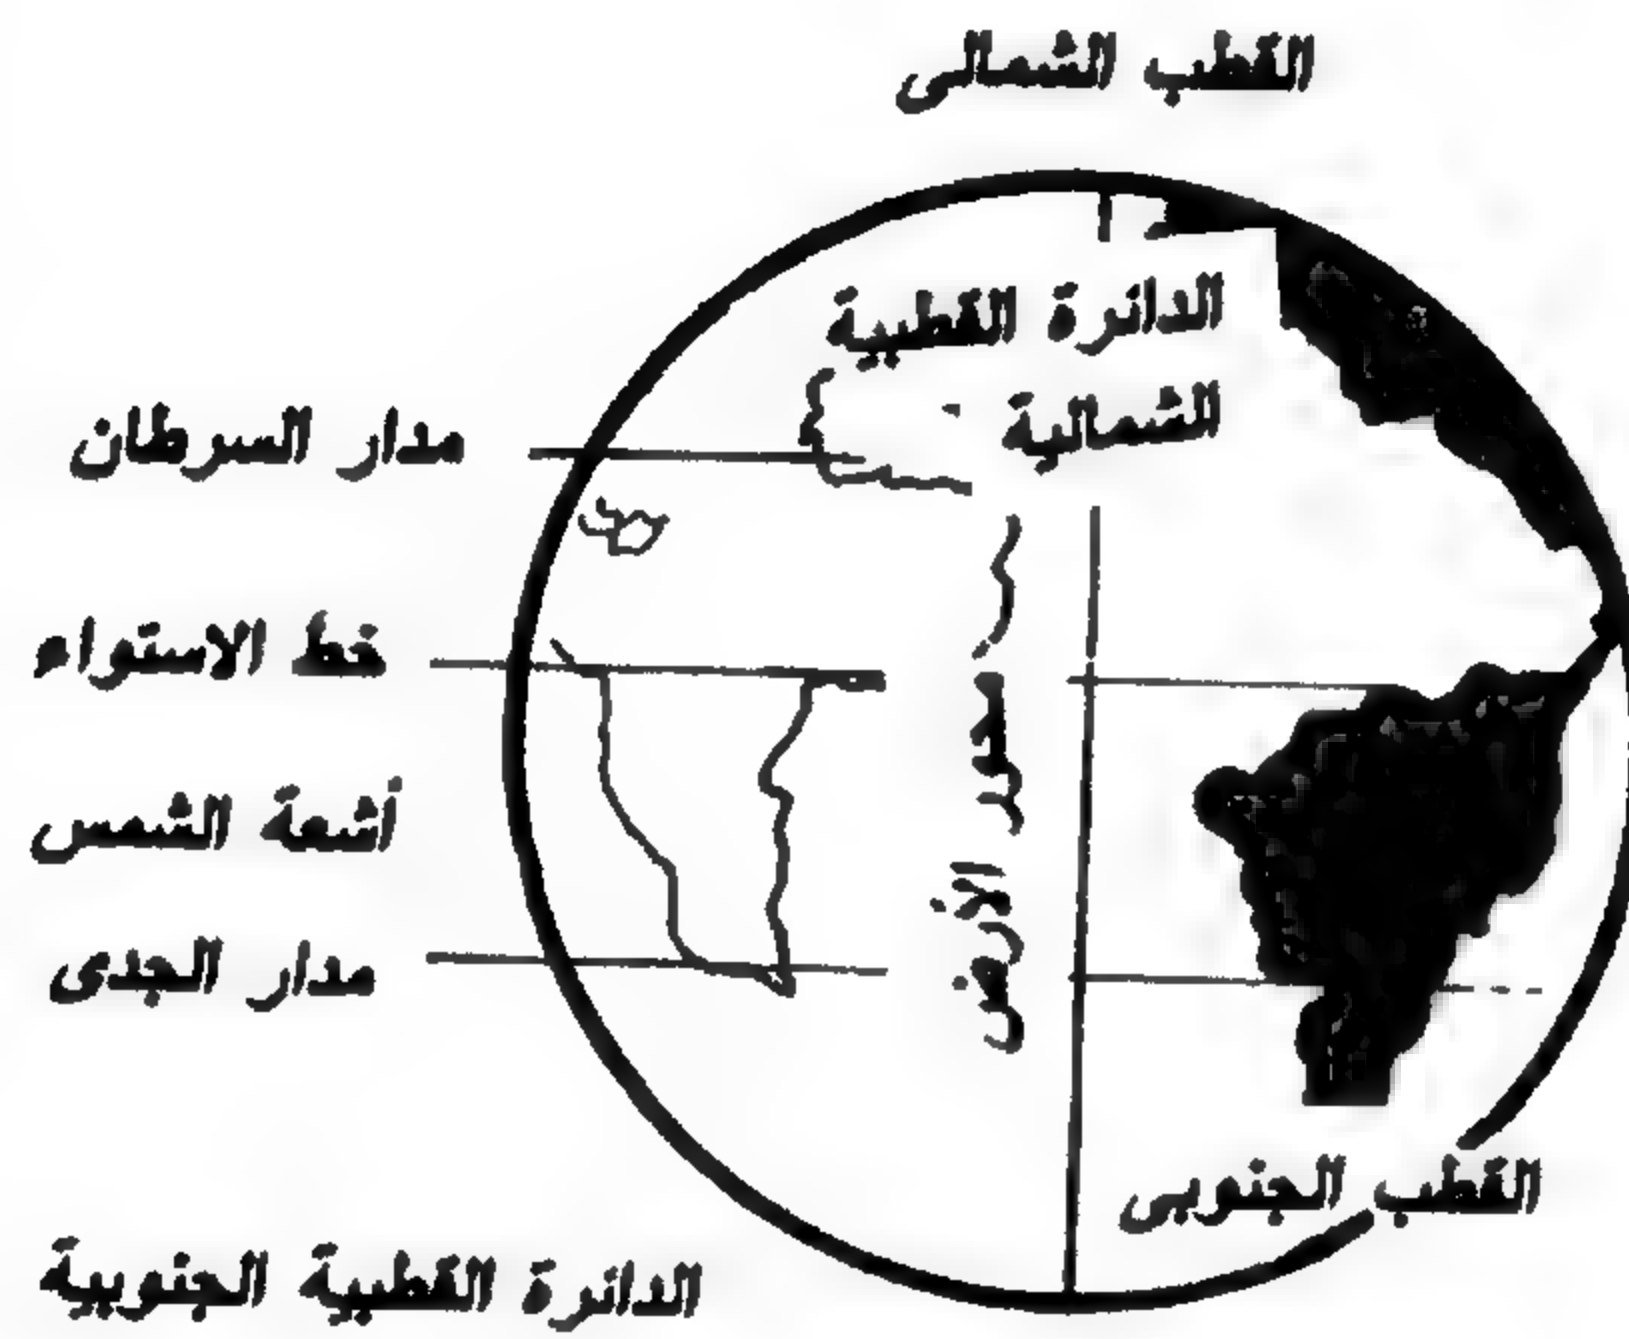 القطب الشمالى
الدائرة القطبية
الشمالية
مدار السرطان
خط الاستواء
محور الأرض
أشعة الشمس
مدار الجدى
القطب الجنوبى
الدائرة القطبية الجنوبية